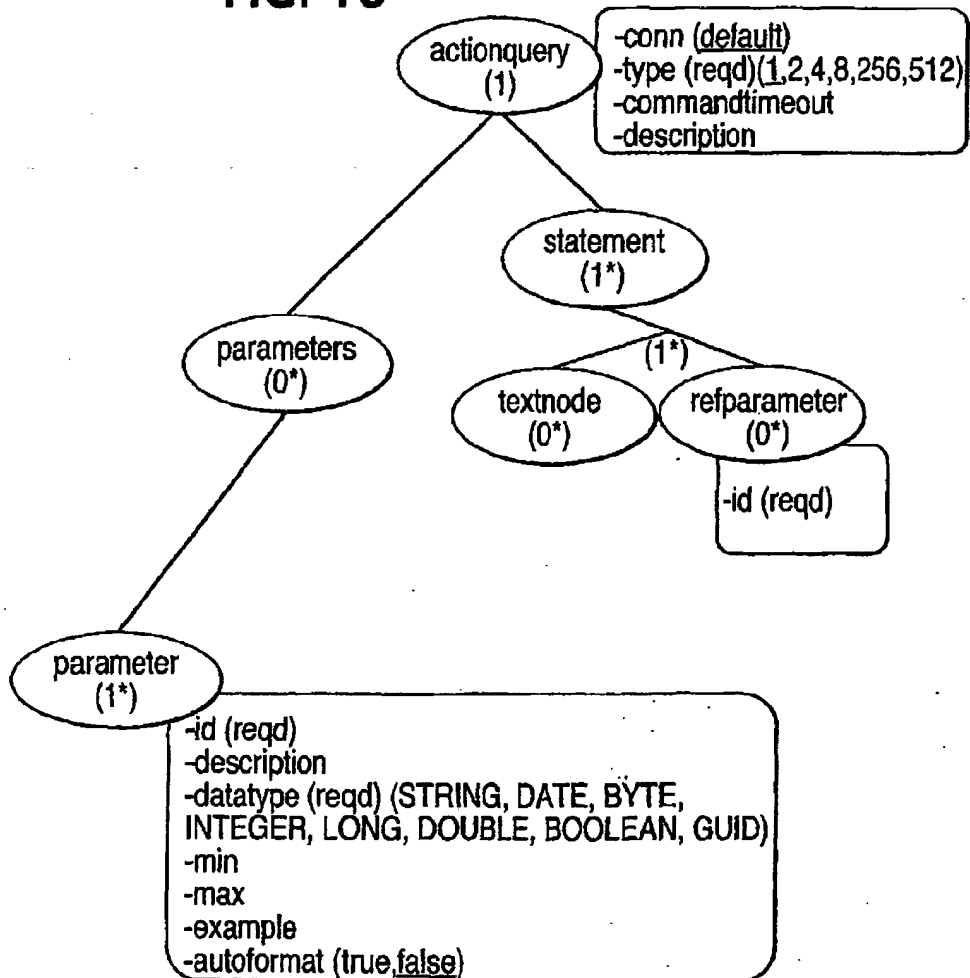 actionquery
(1)
-conn (default)
-type (reqd)(1,2,4,8,256,512)
-commandtimeout
-description
statement
(1*)
parameters
(0*)
(1*)
textnode
(0*)
refparameter
(0*)
-id (reqd)
parameter
(1*)
-id (reqd)
-description
-datatype (reqd) (STRING, DATE, BYTE,
INTEGER, LONG, DOUBLE, BOOLEAN, GUID)
-min
-max
-example
-autoformat (true,false)